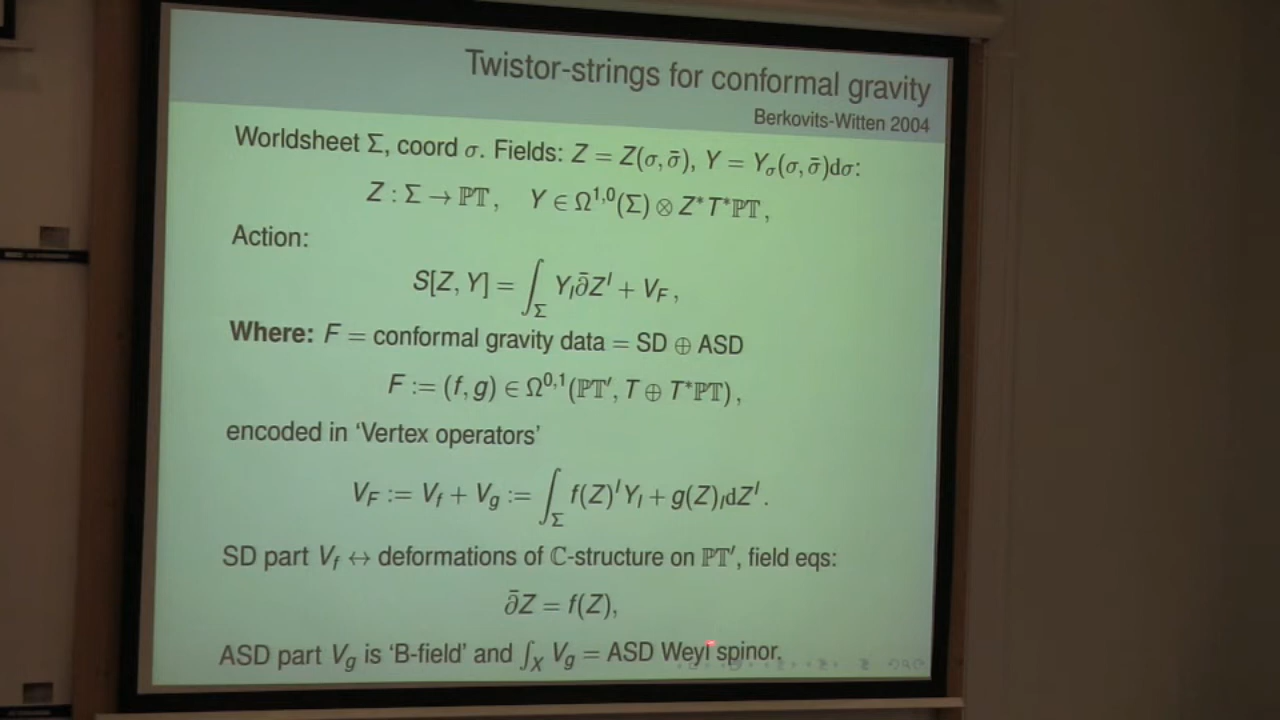 Twistor-strings for conformal gravity
Berkovits-Witten 2004
Worldsheet Σ, coord σ. Fields: Z = Z(σ, σ̄), Y = Y_σ(σ, σ̄)dσ:
Z : Σ → ℙ𝕋, Y ∈ Ω^{1,0}(Σ) ⊗ Z*T*ℙ𝕋,
Action:
S[Z, Y] = ∫_Σ Y_I ∂̄Z^I + V_F,
Where: F = conformal gravity data = SD ⊕ ASD
F := (f, g) ∈ Ω^{0,1}(ℙ𝕋′, T ⊕ T*ℙ𝕋),
encoded in ‘Vertex operators’
V_F := V_f + V_g := ∫_Σ f(Z)^I Y_I + g(Z)_I dZ^I.
SD part V_f ↔ deformations of ℂ-structure on ℙ𝕋′, field eqs:
∂̄Z = f(Z),
ASD part V_g is ‘B-field’ and ∫_X V_g = ASD Weyl spinor.